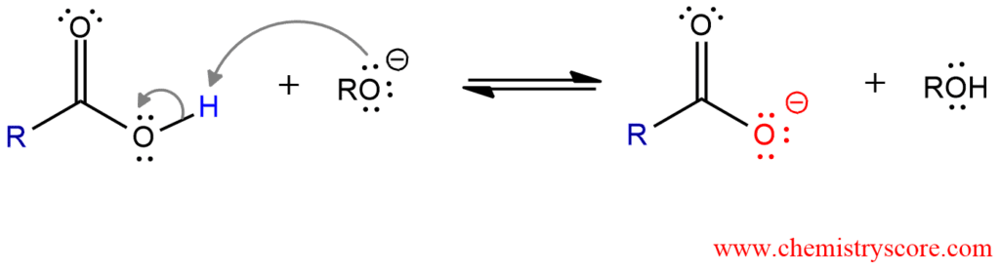 O O
H + RO ⊖ ⇌ ⊖ + ROH
R O R O
www.chemistryscore.com